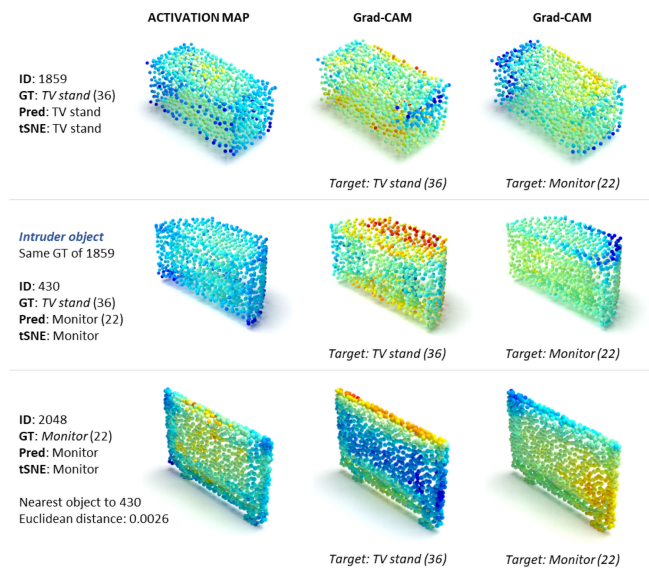 ACTIVATION MAP Grad-CAM Grad-CAM
ID: 1859
GT: TV stand (36)
Pred: TV stand
tSNE: TV stand
Target: TV stand (36) Target: Monitor (22)
Intruder object
Same GT of 1859
ID: 430
GT: TV stand (36)
Pred: Monitor (22)
tSNE: Monitor
Target: TV stand (36) Target: Monitor (22)
ID: 2048
GT: Monitor (22)
Pred: Monitor
tSNE: Monitor
Nearest object to 430
Euclidean distance: 0.0026
Target: TV stand (36) Target: Monitor (22)